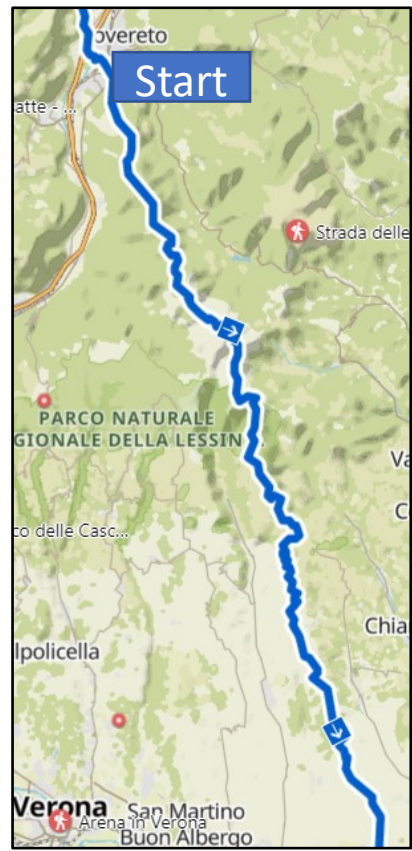 overeto
Start
atte - ...
Strada delle
PARCO NATURALE
GIONALE DELLA LESSIN
Va
co delle Casc...
C
Chiar
lpolicella
Verona
San Martino
Buon Albergo
Arena in Verona